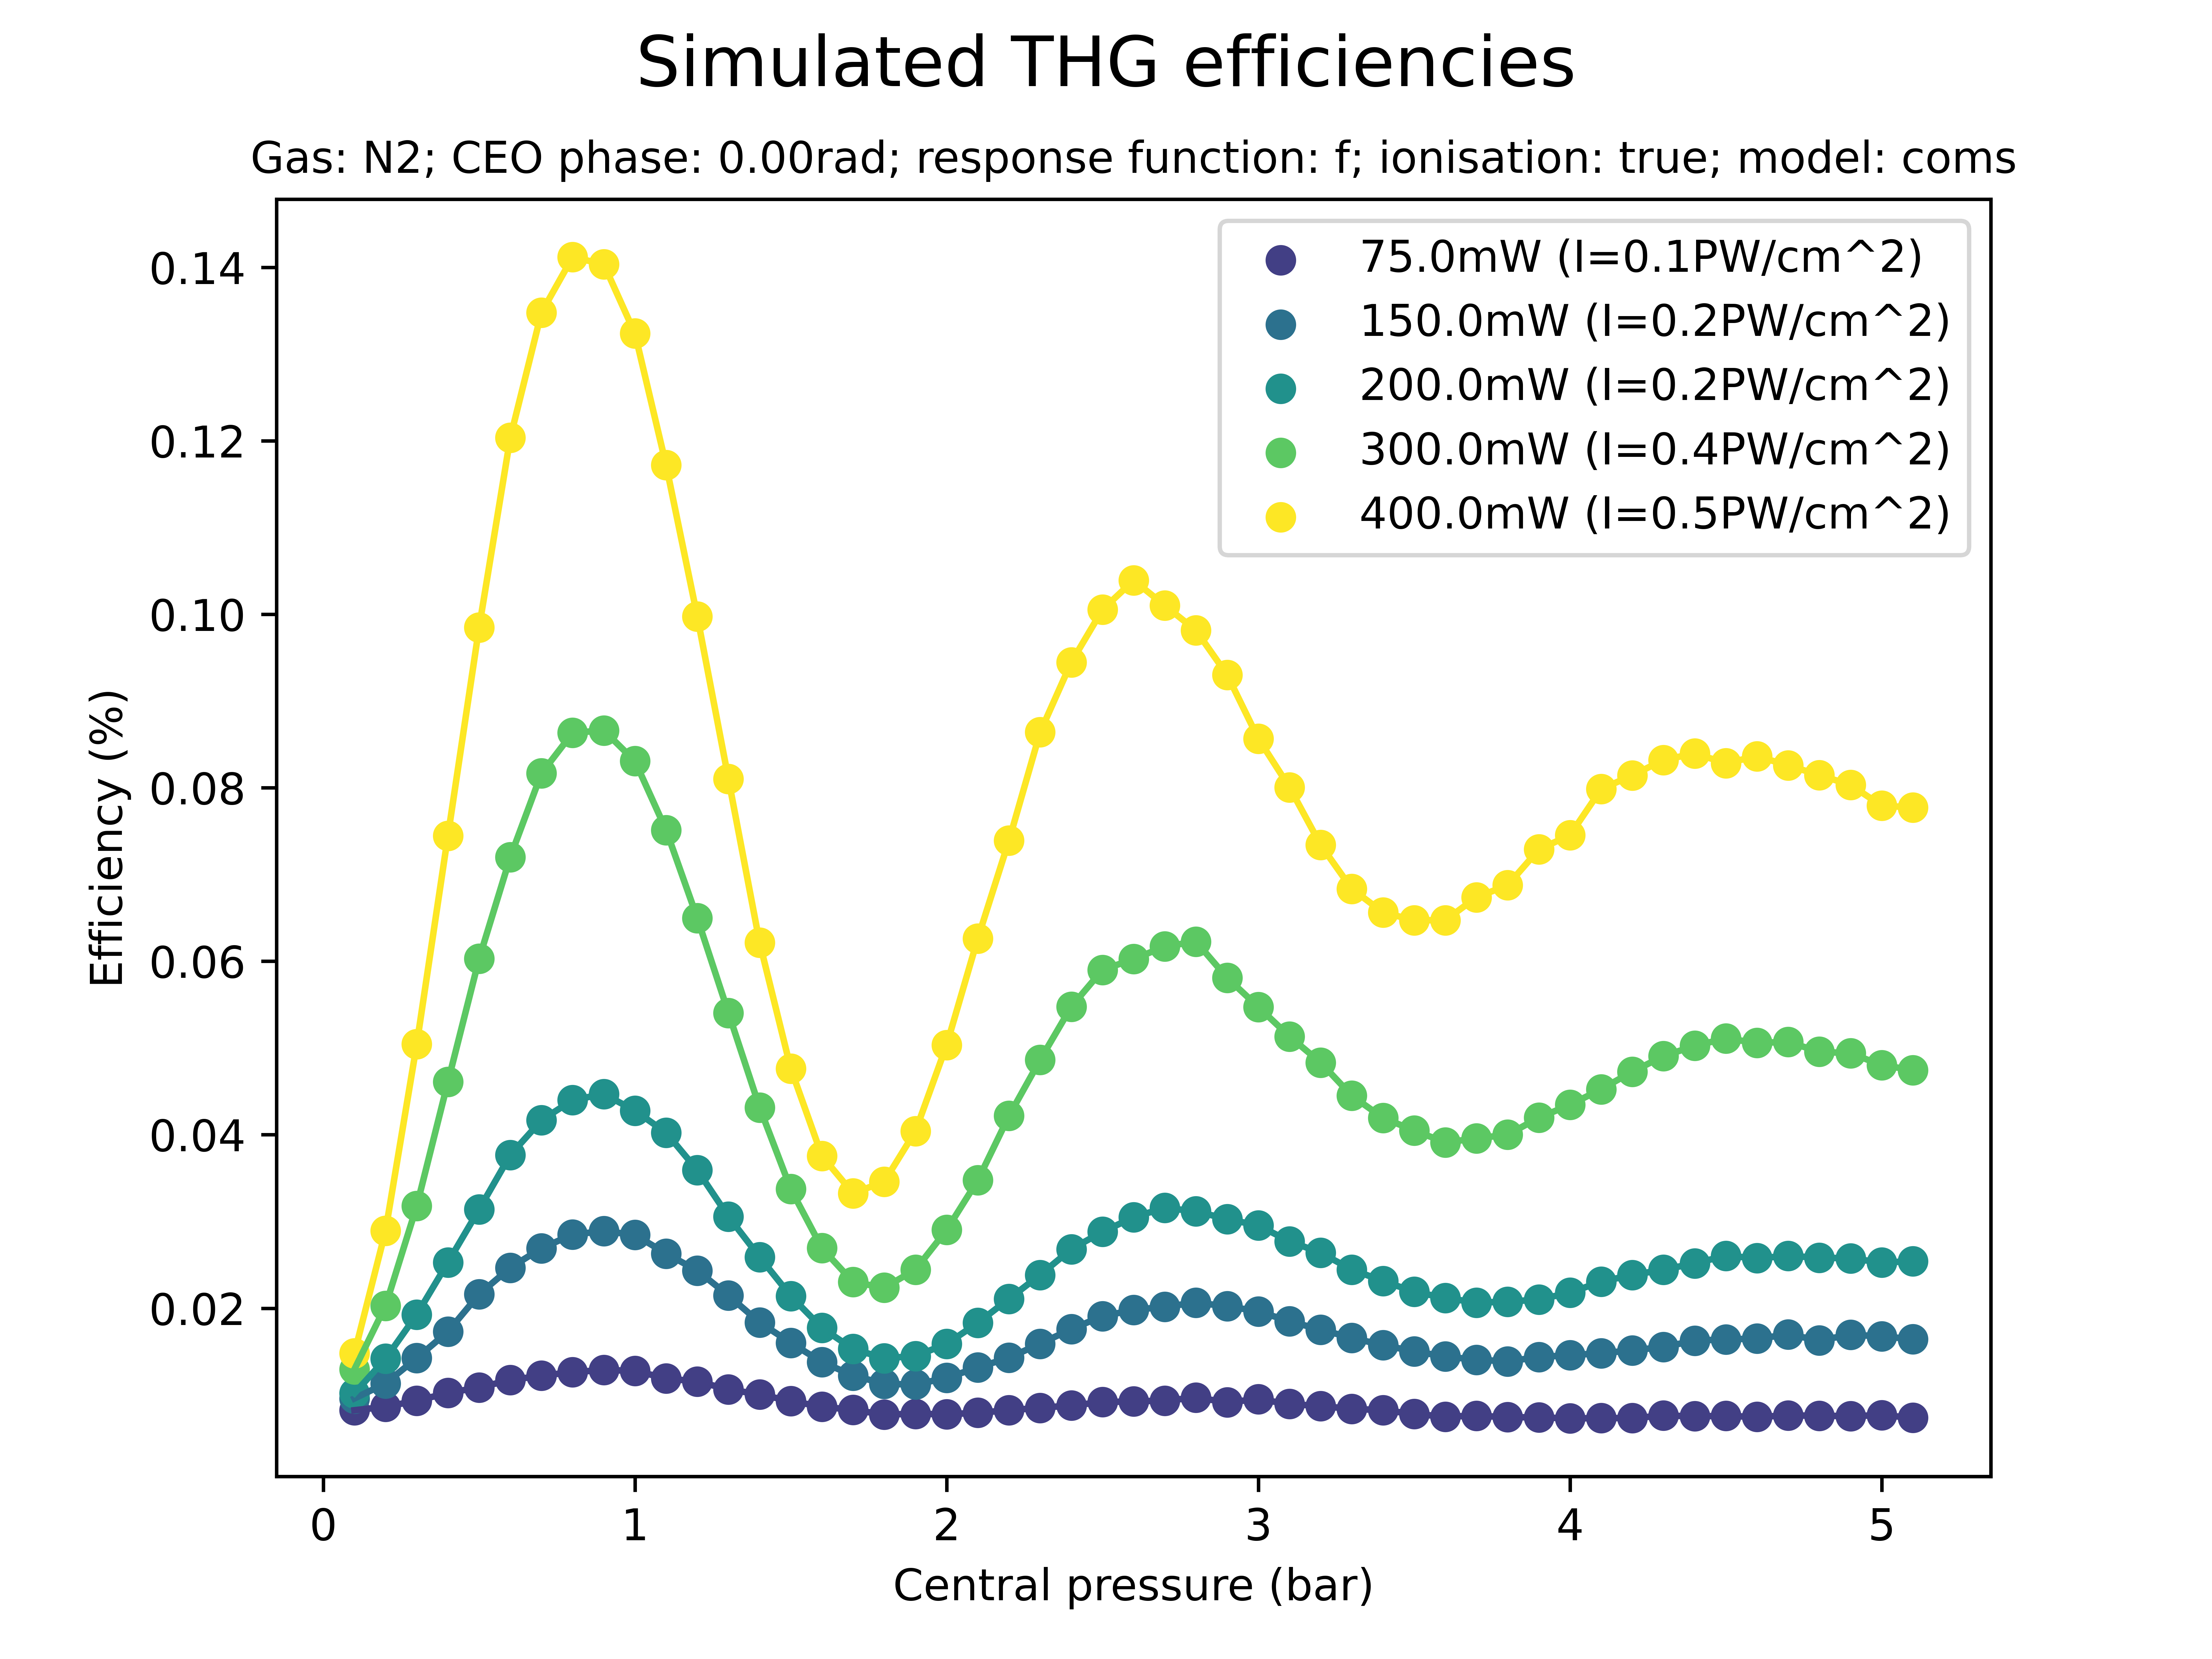 Simulated THG efficiencies
Gas: N2; CEO phase: 0.00rad; response function: f; ionisation: true; model: coms
75.0mW (I=0.1PW/cm^2)
150.0mW (I=0.2PW/cm^2)
200.0mW (I=0.2PW/cm^2)
300.0mW (I=0.4PW/cm^2)
400.0mW (I=0.5PW/cm^2)
0.14
0.12
0.10
0.08
0.06
0.04
0.02
Efficiency (%)
0 1 2 3 4 5
Central pressure (bar)